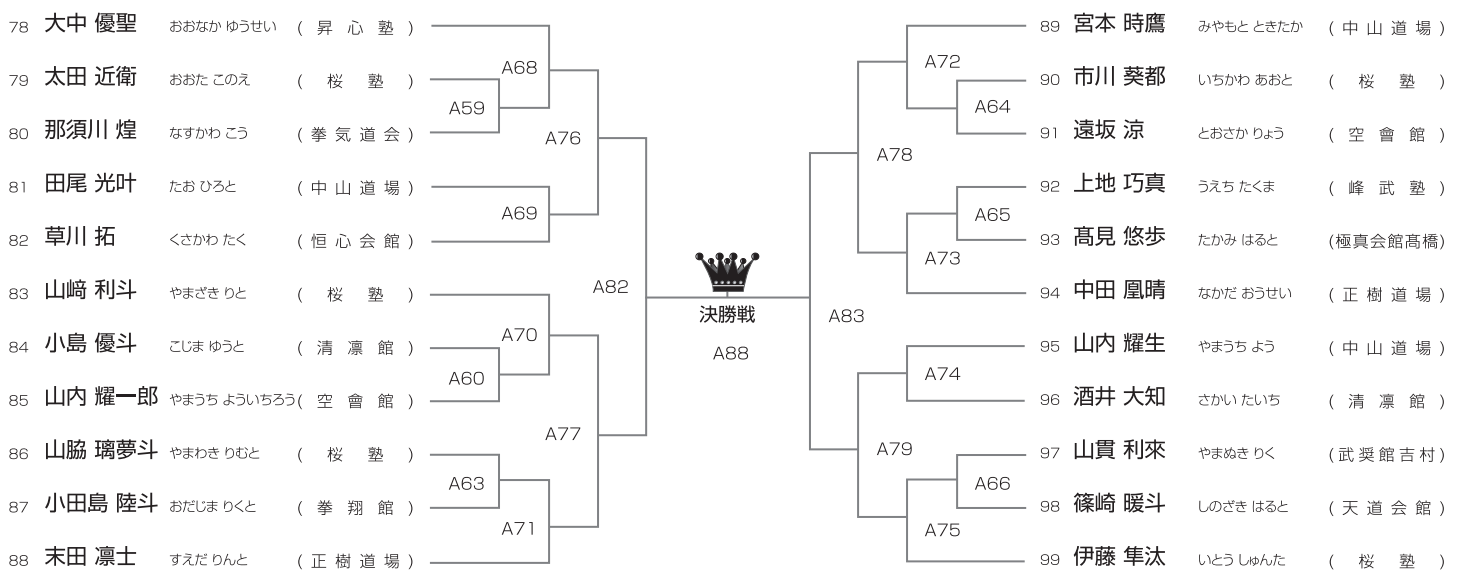 78 大中 優聖 おおなか ゆうせい ( 昇 心 塾 )
79 太田 近衛 おおた このえ ( 桜 塾 )
80 那須川 煌 なすかわ こう ( 拳 気 道 会 )
81 田尾 光叶 たお ひろと ( 中 山 道 場 )
82 草川 拓 くさかわ たく ( 恒 心 会 館 )
83 山﨑 利斗 やまざき りと ( 桜 塾 )
84 小島 優斗 こじま ゆうと ( 清 凛 館 )
85 山内 耀一郎 やまうち よういちろう ( 空 會 館 )
86 山脇 璃夢斗 やまわき りむと ( 桜 塾 )
87 小田島 陸斗 おだじま りくと ( 拳 翔 館 )
88 末田 凛士 すえだ りんと ( 正 樹 道 場 )
A68
A59
A76
A69
A82
A70
A60
A77
A63
A71
決勝戦
A88
A72
A64
A78
A65
A73
A83
A74
A79
A66
A75
89 宮本 時鷹 みやもと ときたか ( 中 山 道 場 )
90 市川 葵都 いちかわ あおと ( 桜 塾 )
91 遠坂 涼 とおさか りょう ( 空 會 館 )
92 上地 巧真 うえち たくま ( 峰 武 塾 )
93 髙見 悠歩 たかみ はると (極真会館髙橋)
94 中田 凰晴 なかだ おうせい ( 正 樹 道 場 )
95 山内 耀生 やまうち よう ( 中 山 道 場 )
96 酒井 大知 さかい たいち ( 清 凛 館 )
97 山貫 利來 やまぬき りく (武奨館吉村)
98 篠崎 暖斗 しのざき はると ( 天 道 会 館 )
99 伊藤 隼汰 いとう しゅんた ( 桜 塾 )